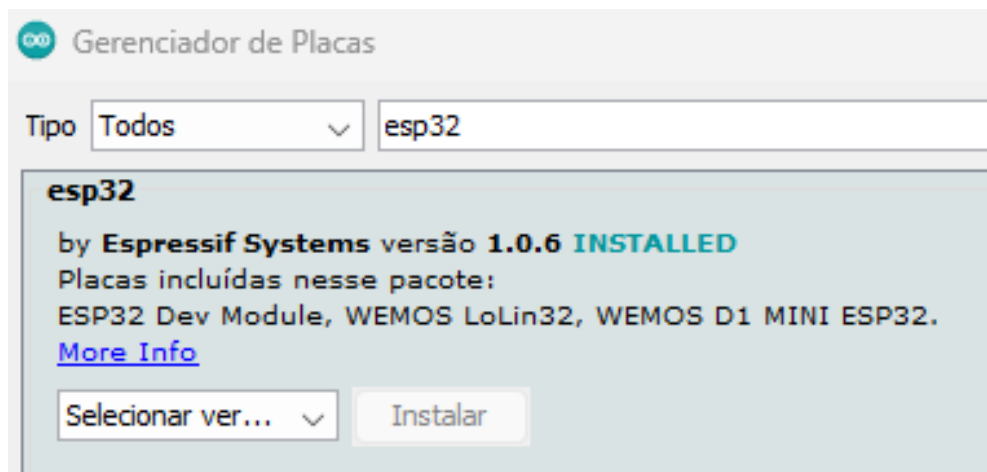 Gerenciador de Placas
Tipo Todos esp32
esp32
by Espressif Systems versão 1.0.6 INSTALLED
Placas incluídas nesse pacote:
ESP32 Dev Module, WEMOS LoLin32, WEMOS D1 MINI ESP32.
More Info
Selecionar ver... Instalar